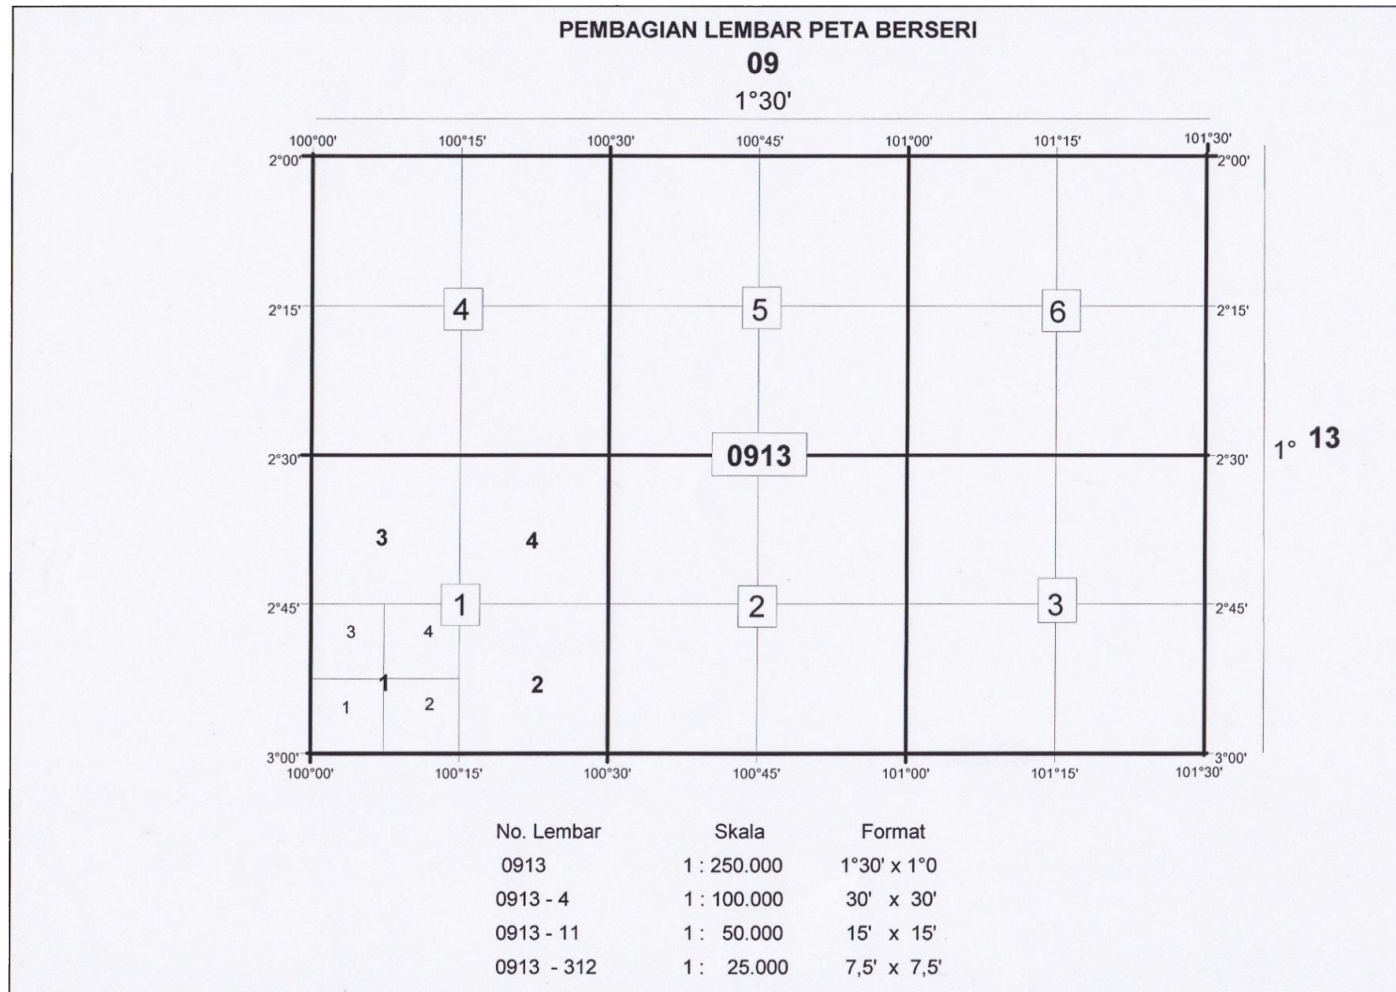 PEMBAGIAN LEMBAR PETA BERSERI
09
1°30'
100°00' 100°15' 100°30' 100°45' 101°00' 101°15' 101°30'
2°00' 2°00'
2°15' 4 5 6 2°15'
2°30' 0913 2°30' 1° 13
3 4
2°45' 1 2 3 2°45'
3 4
1 2
1 2
3°00' 3°00'
100°00' 100°15' 100°30' 100°45' 101°00' 101°15' 101°30'
No. Lembar Skala Format
0913 1 : 250.000 1°30' x 1°0
0913 - 4 1 : 100.000 30' x 30'
0913 - 11 1 : 50.000 15' x 15'
0913 - 312 1 : 25.000 7,5' x 7,5'